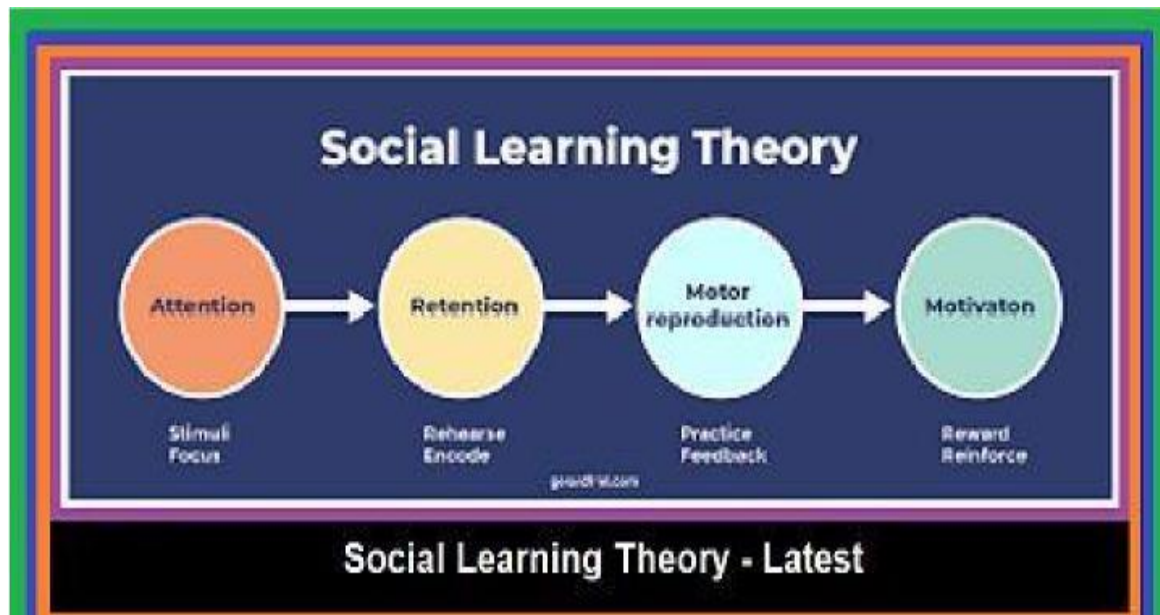 Social Learning Theory
Attention
Retention
Motor
reproduction
Motivaton
Stimuli
Focus
Rehearse
Encode
Practice
Feedback
Reward
Reinforce
Social Learning Theory - Latest